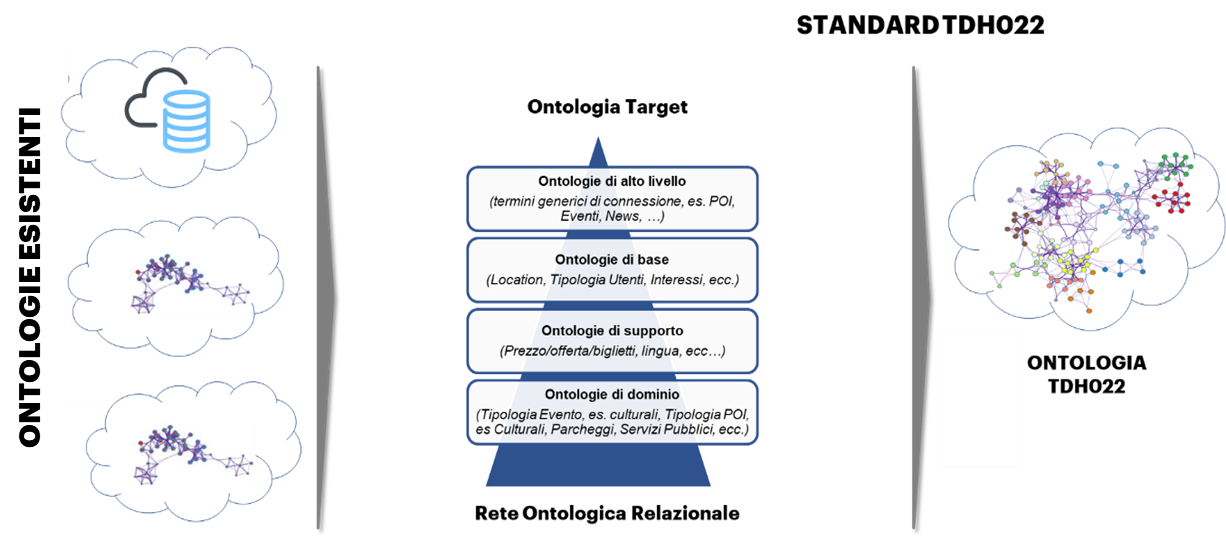 STANDARD TDH022
ONTOLOGIE ESISTENTI
Ontologia Target
Ontologie di alto livello
(termini generici di connessione, es. POI,
Eventi, News, …)
Ontologie di base
(Location, Tipologia Utenti, Interessi, ecc.)
Ontologie di supporto
(Prezzo/offerta/biglietti, lingua, ecc…)
Ontologie di dominio
(Tipologia Evento, es. culturali, Tipologia POI,
es Culturali, Parcheggi, Servizi Pubblici, ecc.)
Rete Ontologica Relazionale
ONTOLOGIA
TDH022